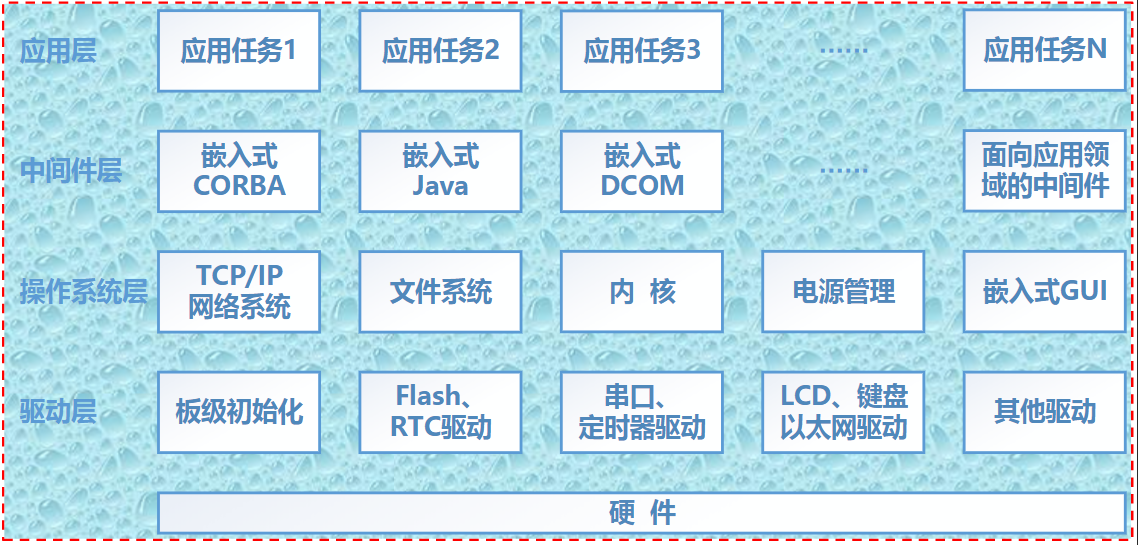 应用层
应用任务1
应用任务2
应用任务3
······
应用任务N
中间件层
嵌入式
CORBA
嵌入式
Java
嵌入式
DCOM
······
面向应用领
域的中间件
操作系统层
TCP/IP
网络系统
文件系统
内 核
电源管理
嵌入式GUI
驱动层
板级初始化
Flash、
RTC驱动
串口、
定时器驱动
LCD、键盘
以太网驱动
其他驱动
硬 件